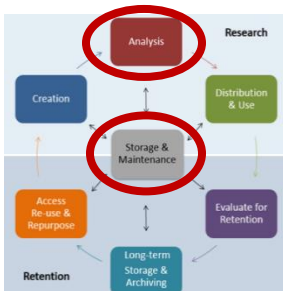 Analysis
Research
Creation
Distribution
& Use
Storage &
Maintenance
Access
Re-use &
Repurpose
Evaluate for
Retention
Long-term
Storage &
Archiving
Retention